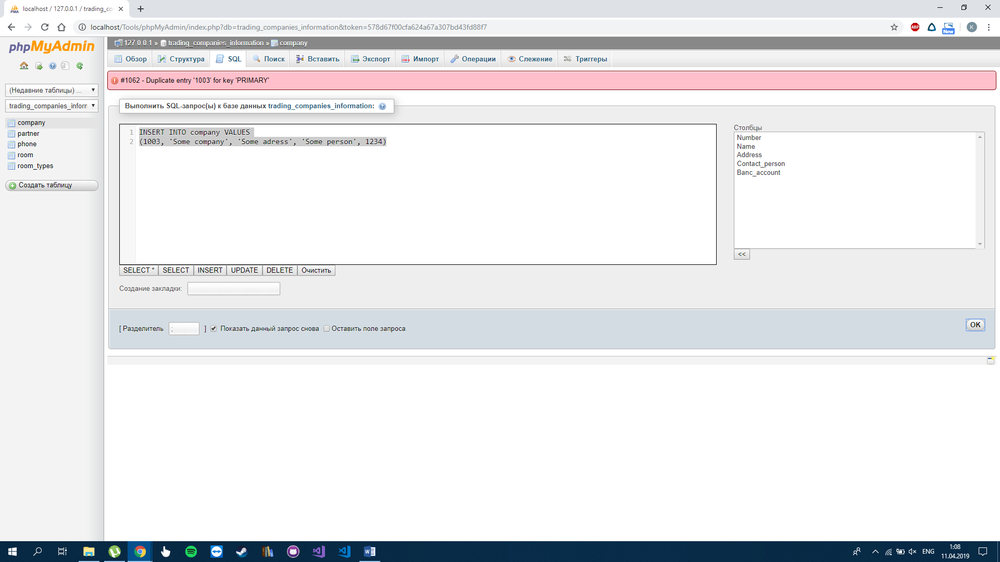 localhost / 127.0.0.1 / trading_co
localhost/Tools/phpMyAdmin/index.php?db=trading_companies_information&token=578d67f00cfa624a67a307bd43fd88f7
ABP
New
K
phpMyAdmin
(Недавние таблицы) ...
trading_companies_inforn
company
partner
phone
room
room_types
Создать таблицу
127.0.0.1 » trading_companies_information » company
Обзор Структура SQL Поиск Вставить Экспорт Импорт Операции Слежение Триггеры
#1062 - Duplicate entry '1003' for key 'PRIMARY'
Выполнить SQL-запрос(ы) к базе данных trading_companies_information:
1 INSERT INTO company VALUES
2 (1003, 'Some company', 'Some adress', 'Some person', 1234)
Столбцы
Number
Name
Address
Contact_person
Banc_account
<<
SELECT * SELECT INSERT UPDATE DELETE Очистить
Создание закладки:
[ Разделитель ; ] Показать данный запрос снова Оставить поле запроса
OK
ENG
1:08
11.04.2019